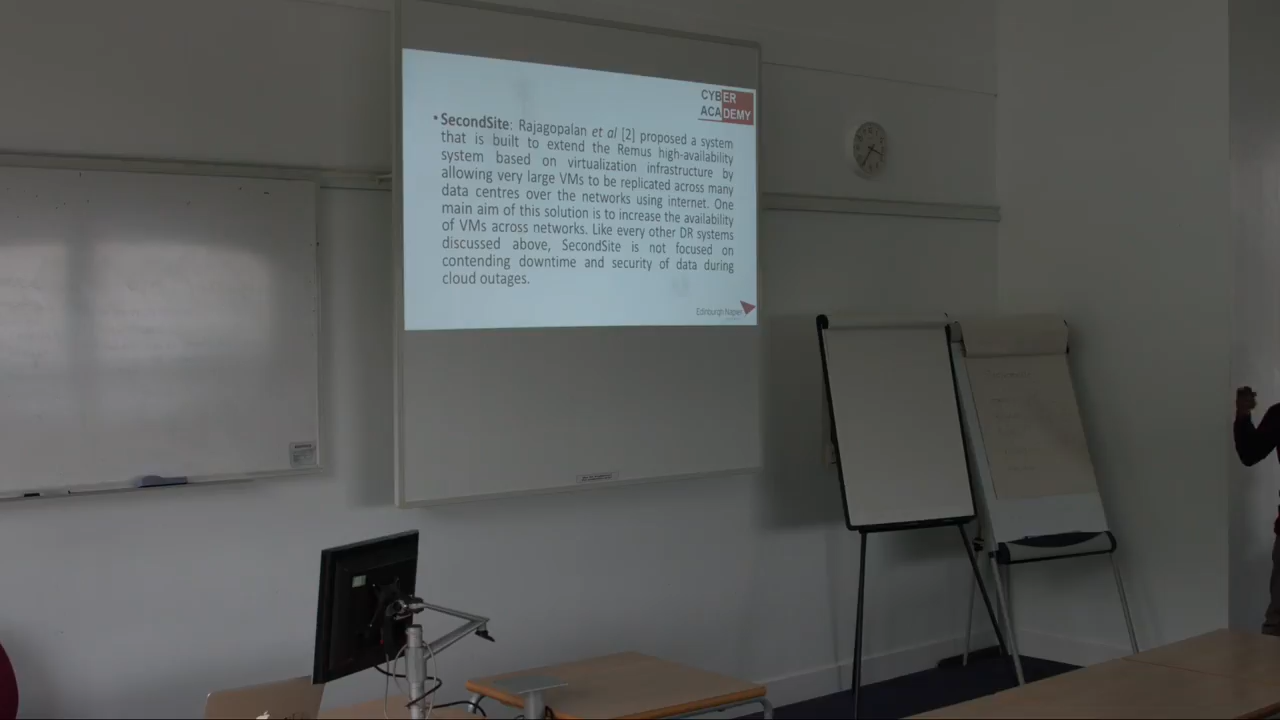 CYBER
ACADEMY
• SecondSite: Rajagopalan et al [2] proposed a system
that is built to extend the Remus high-availability
system based on virtualization infrastructure by
allowing very large VMs to be replicated across many
data centres over the networks using internet. One
main aim of this solution is to increase the availability
of VMs across networks. Like every other DR systems
discussed above, SecondSite is not focused on
contending downtime and security of data during
cloud outages.
Edinburgh Napier